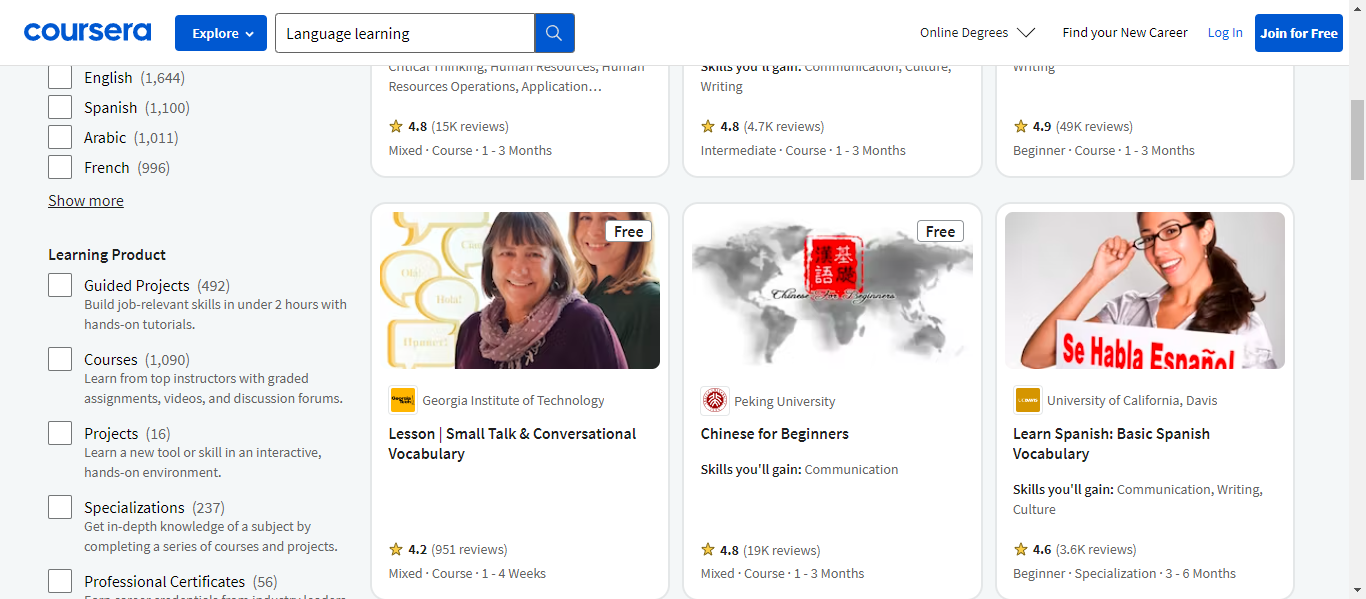 coursera
Explore
Language learning
Online Degrees
Find your New Career
Log In
Join for Free
English (1,644)
Spanish (1,100)
Arabic (1,011)
French (996)
Show more
Learning Product
Guided Projects (492)
Build job-relevant skills in under 2 hours with
hands-on tutorials.
Courses (1,090)
Learn from top instructors with graded
assignments, videos, and discussion forums.
Projects (16)
Learn a new tool or skill in an interactive,
hands-on environment.
Specializations (237)
Get in-depth knowledge of a subject by
completing a series of courses and projects.
Professional Certificates (56)
Earn career credentials from industry leaders
Critical Thinking, Human Resources, Human
Resources Operations, Application…
4.8 (15K reviews)
Mixed · Course · 1 - 3 Months
Skills you'll gain: Communication, Culture,
Writing
4.8 (4.7K reviews)
Intermediate · Course · 1 - 3 Months
Writing
4.9 (49K reviews)
Beginner · Course · 1 - 3 Months
Free
Olá!
Hola!
Привет!
Georgia Institute of Technology
Lesson | Small Talk & Conversational
Vocabulary
4.2 (951 reviews)
Mixed · Course · 1 - 4 Weeks
Free
漢基
語礎
Chinese For Beginners
Peking University
Chinese for Beginners
Skills you'll gain: Communication
4.8 (19K reviews)
Mixed · Course · 1 - 3 Months
Se Habla Español
University of California, Davis
Learn Spanish: Basic Spanish
Vocabulary
Skills you'll gain: Communication, Writing,
Culture
4.6 (3.6K reviews)
Beginner · Specialization · 3 - 6 Months